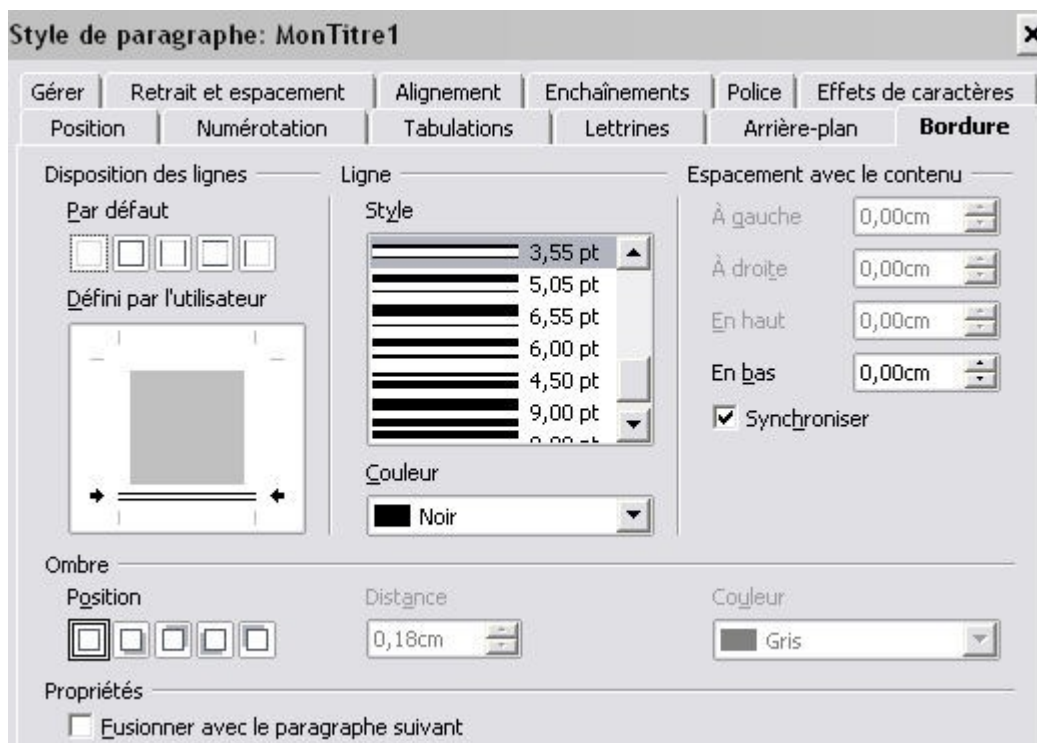 Style de paragraphe: MonTitre1
Gérer Retrait et espacement Alignement Enchaînements Police Effets de caractères
Position Numérotation Tabulations Lettrines Arrière-plan Bordure
Disposition des lignes Ligne Espacement avec le contenu
Par défaut Style À gauche 0,00cm
3,55 pt
5,05 pt À droite 0,00cm
Défini par l'utilisateur
6,55 pt En haut 0,00cm
6,00 pt
4,50 pt En bas 0,00cm
9,00 pt
Synchroniser
Couleur
Noir
Ombre
Position Distance Couleur
0,18cm Gris
Propriétés
Fusionner avec le paragraphe suivant